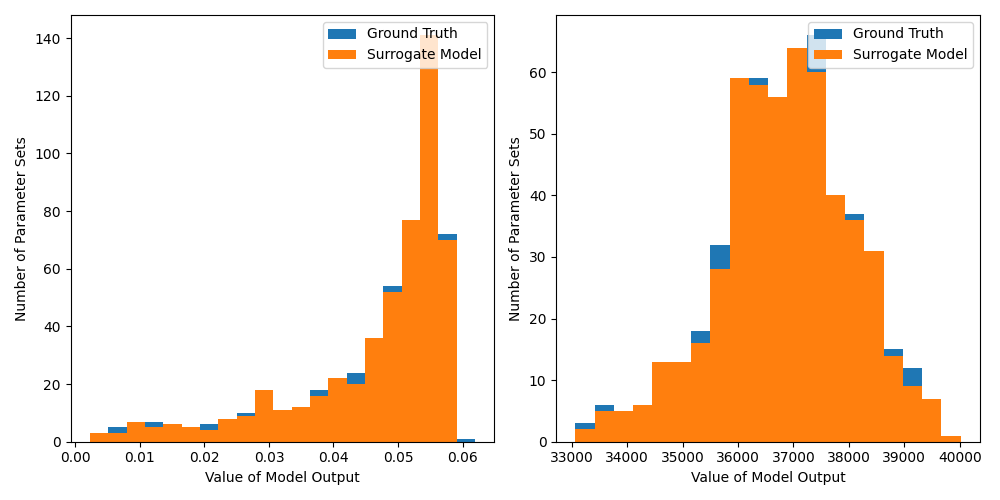 Ground Truth
Surrogate Model
Number of Parameter Sets
140
120
100
80
60
40
20
0
0.00 0.01 0.02 0.03 0.04 0.05 0.06
Value of Model Output
Ground Truth
Surrogate Model
Number of Parameter Sets
60
50
40
30
20
10
0
33000 34000 35000 36000 37000 38000 39000 40000
Value of Model Output